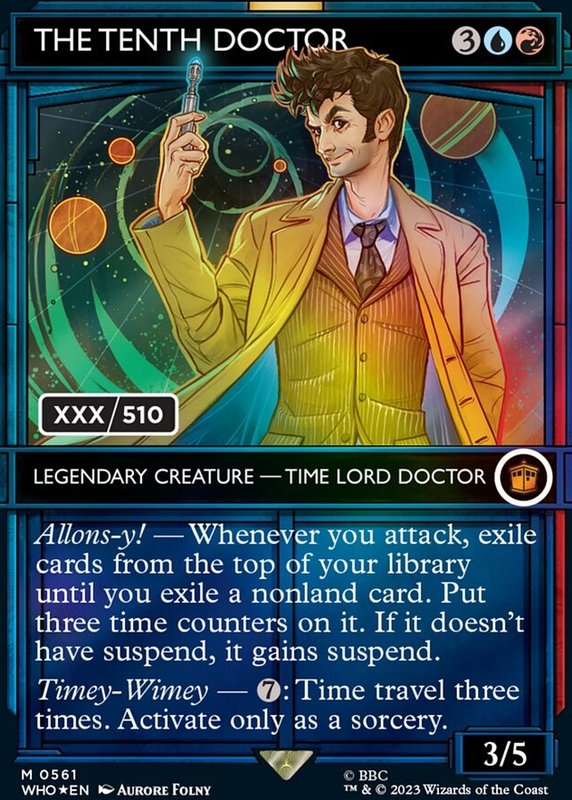 THE TENTH DOCTOR 3
XXX/510
LEGENDARY CREATURE — TIME LORD DOCTOR
Allons-y! — Whenever you attack, exile
cards from the top of your library
until you exile a nonland card. Put
three time counters on it. If it doesn't
have suspend, it gains suspend.
Timey-Wimey — 7: Time travel three
times. Activate only as a sorcery.
3/5
M 0561
WHO★EN AURORE FOLNY
© BBC
™ & © 2023 Wizards of the Coast